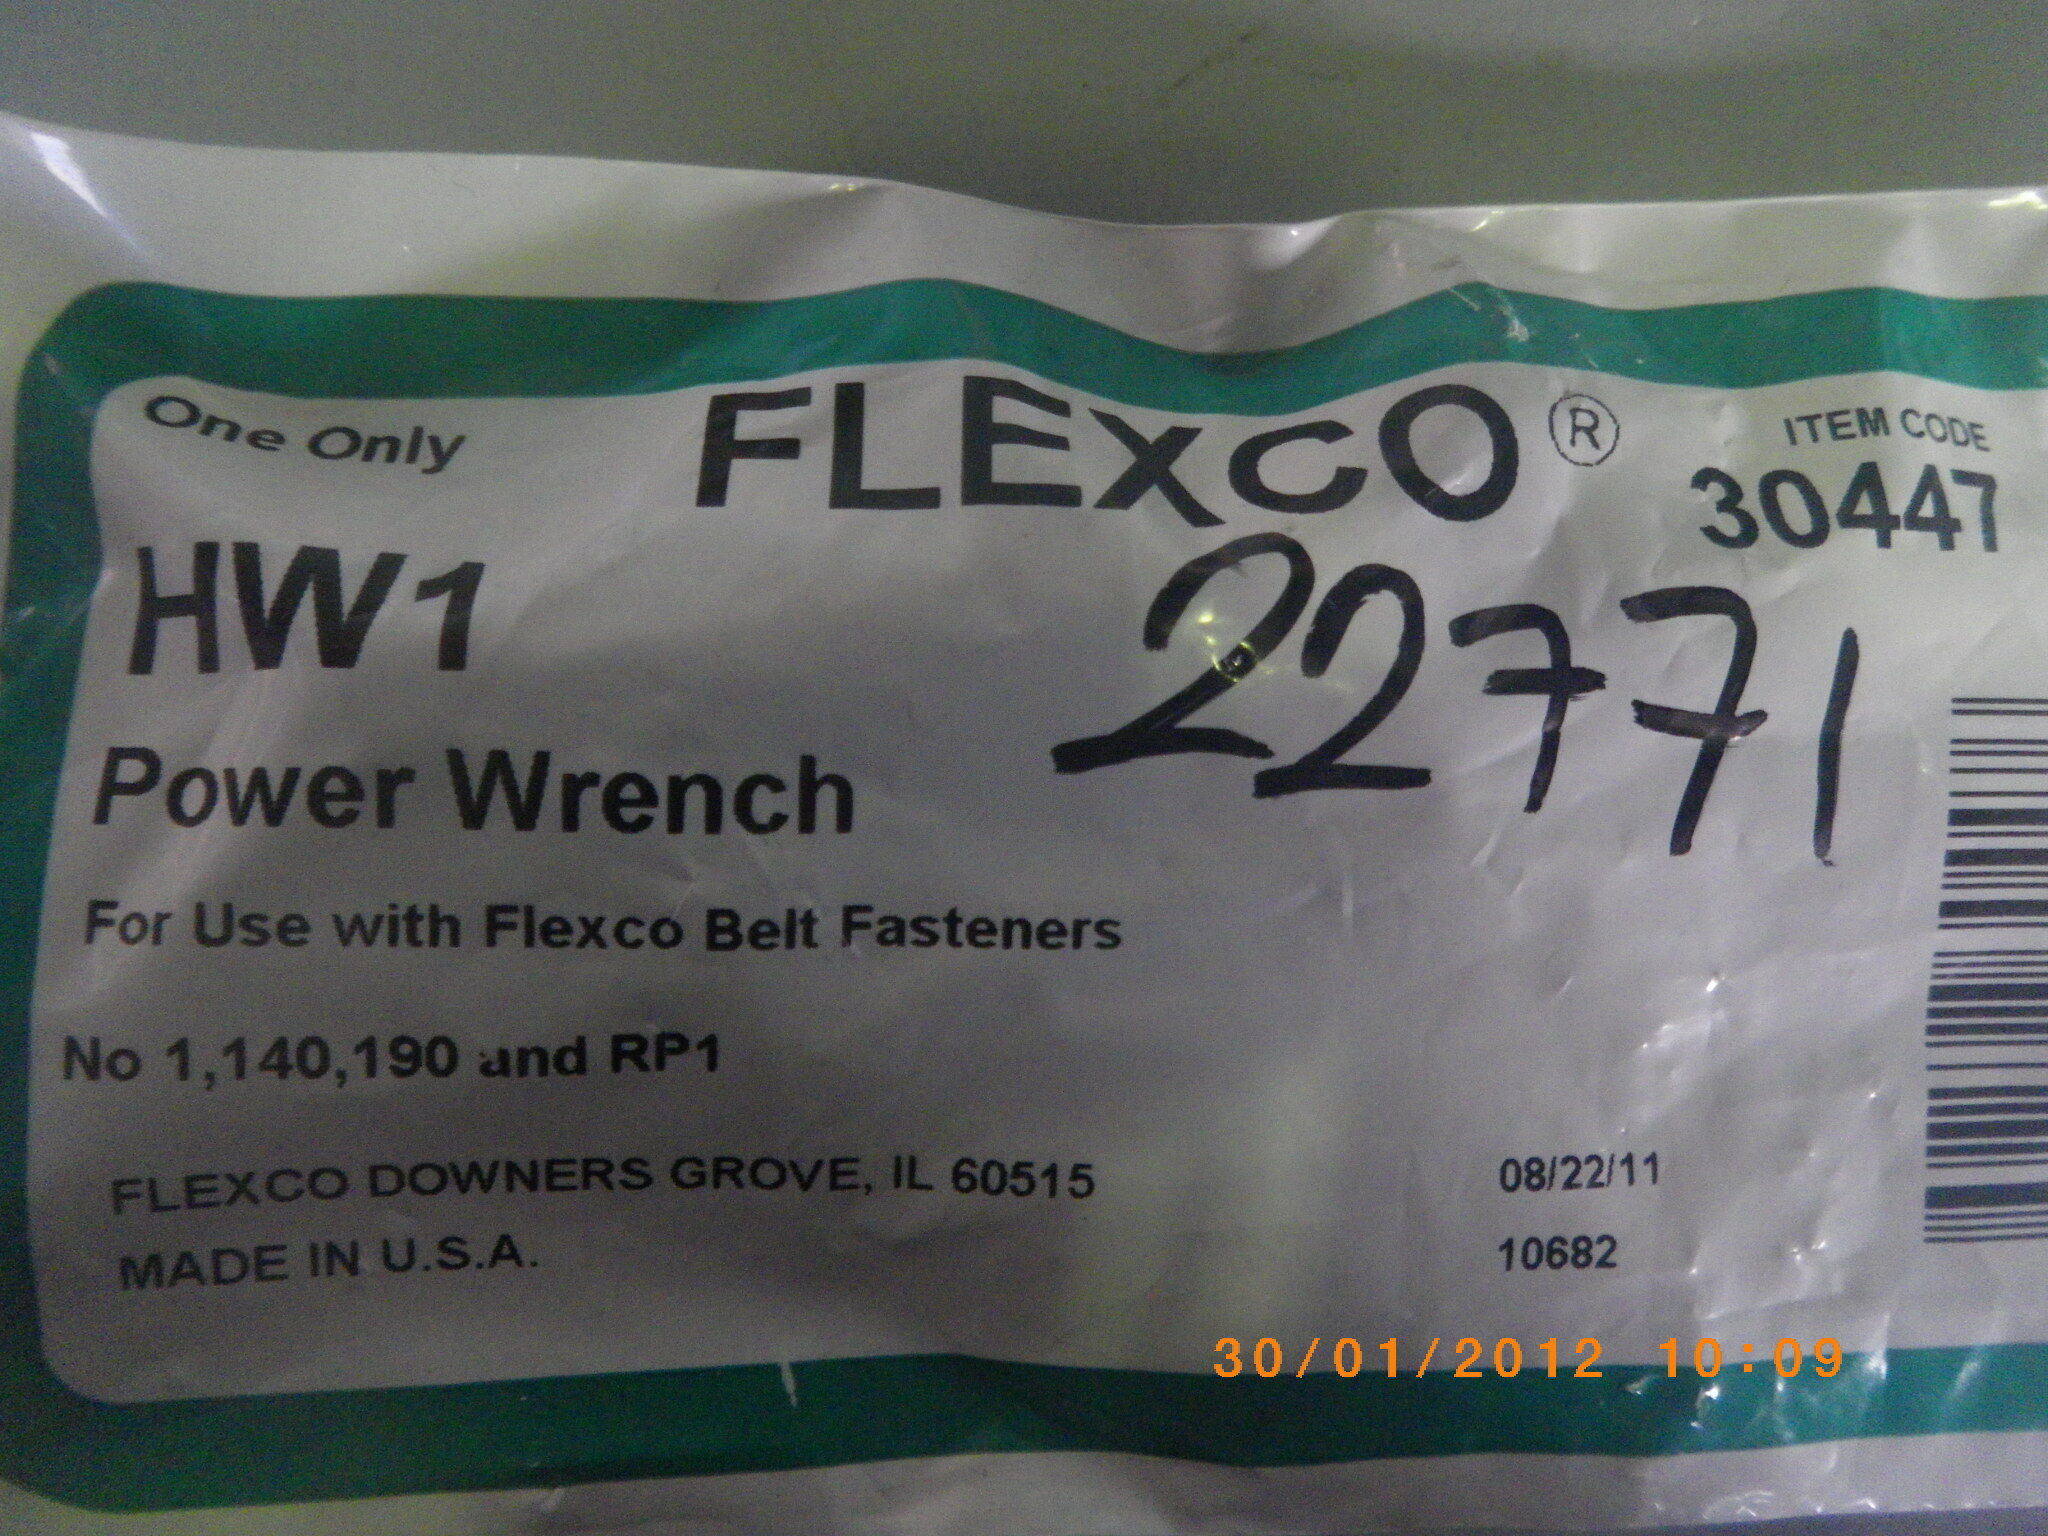 One Only
FLEXCO®
ITEM CODE
30447
HW1
22771
Power Wrench
For Use with Flexco Belt Fasteners
No 1,140,190 and RP1
FLEXCO DOWNERS GROVE, IL 60515
08/22/11
MADE IN U.S.A.
10682
30/01/2012 10:09